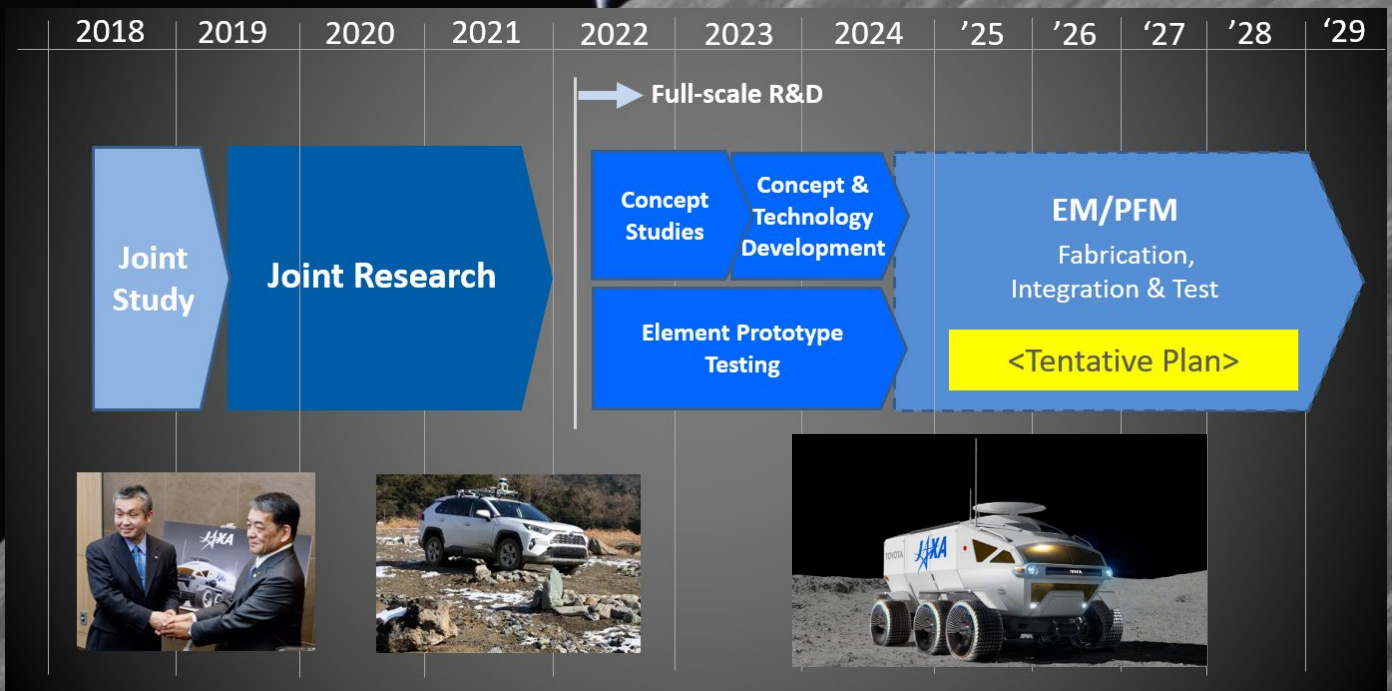 2018 2019 2020 2021 2022 2023 2024 ’25 ’26 ‘27 ’28 ‘29
Full-scale R&D
Joint
Study
Joint Research
Concept
Studies
Concept &
Technology
Development
Element Prototype
Testing
EM/PFM
Fabrication,
Integration & Test
<Tentative Plan>
JAXA
TOYOTA
JAXA
TOYOTA